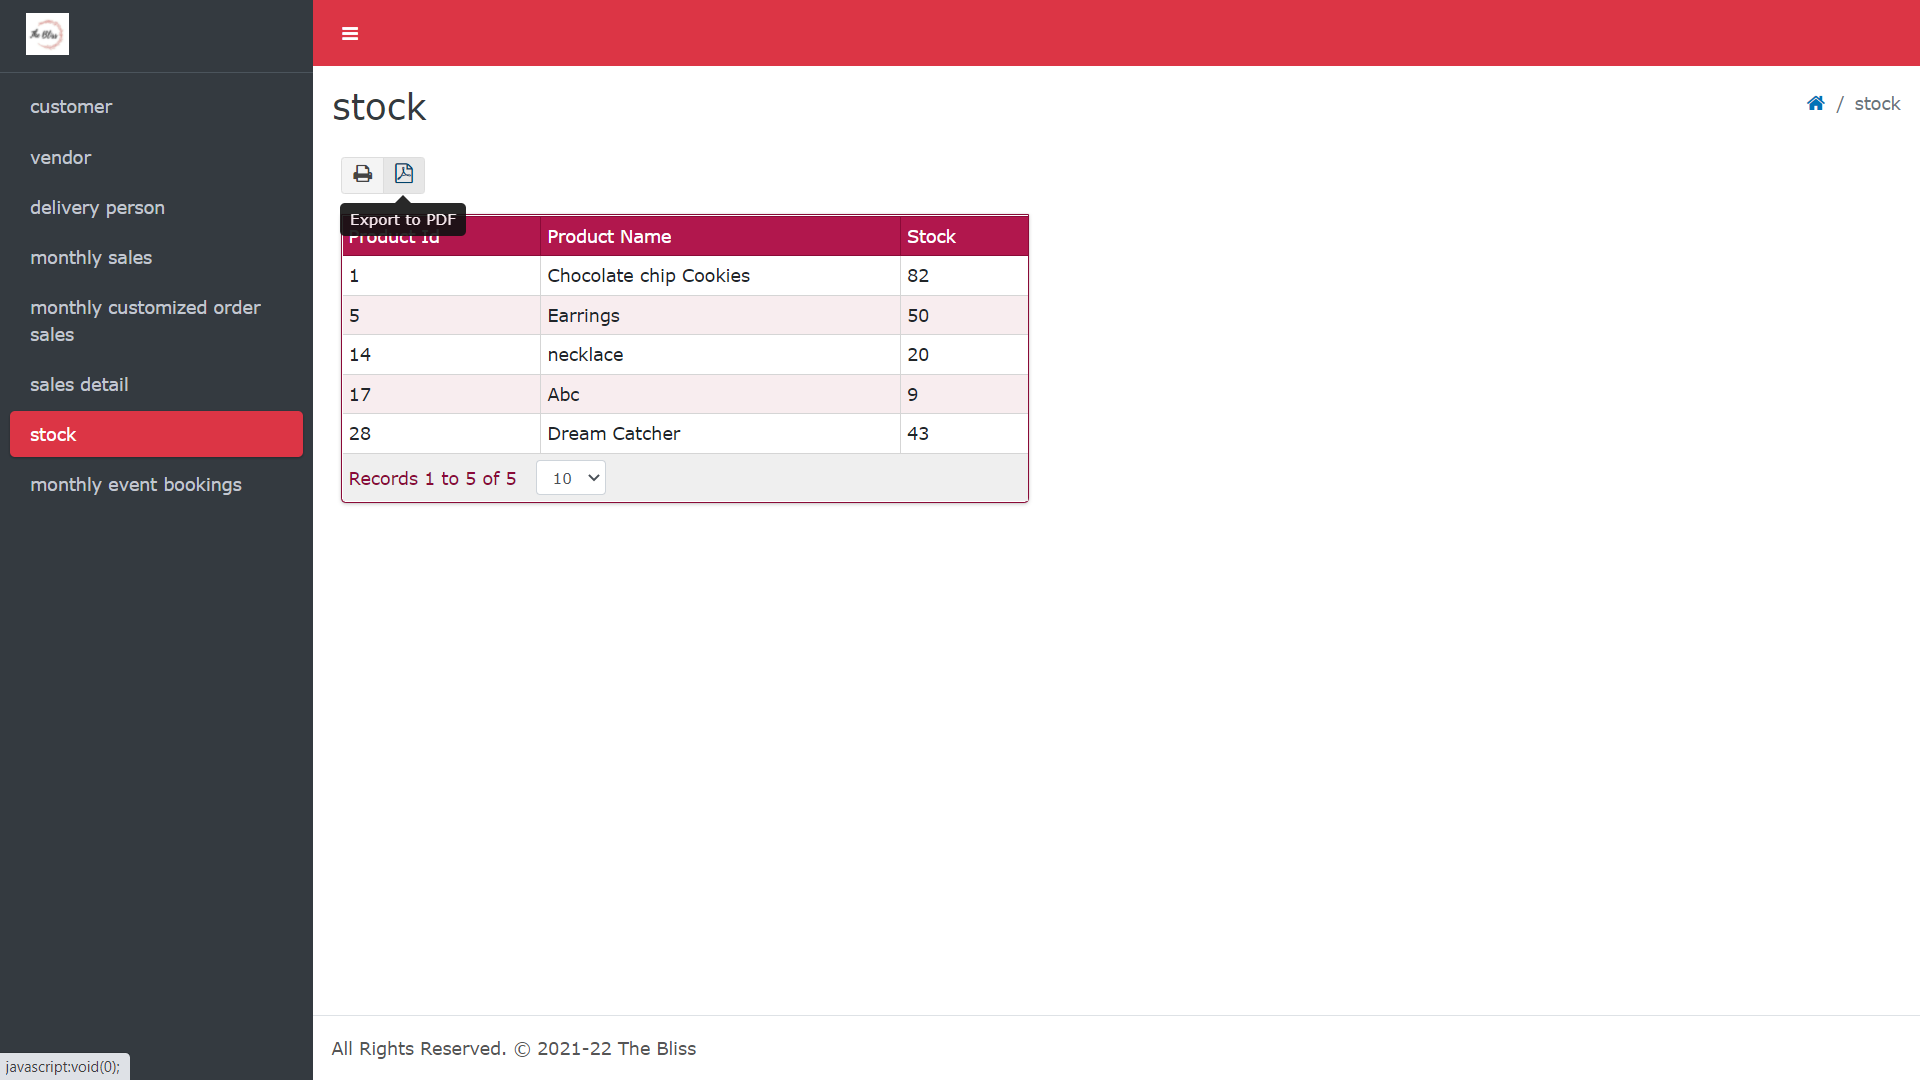 The Bliss
customer
vendor
delivery person
monthly sales
monthly customized order
sales
sales detail
stock
monthly event bookings
stock
/ stock
Export to PDF
Product Id Product Name Stock
1 Chocolate chip Cookies 82
5 Earrings 50
14 necklace 20
17 Abc 9
28 Dream Catcher 43
Records 1 to 5 of 5 10
All Rights Reserved. © 2021-22 The Bliss
javascript:void(0);